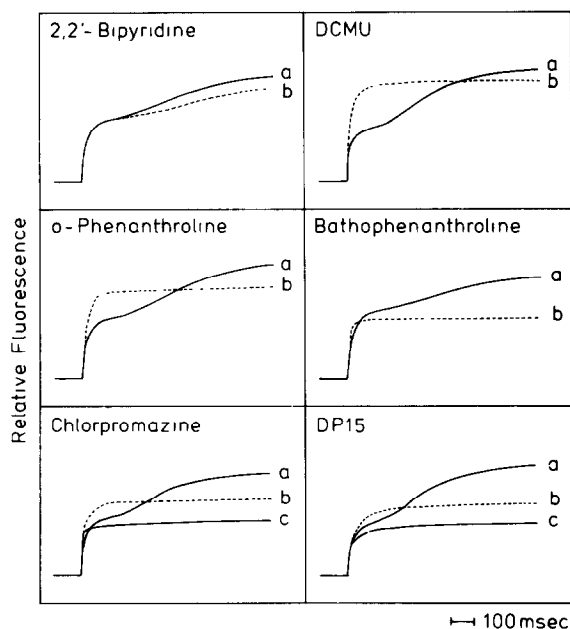 2,2'- Bipyridine
a
b
DCMU
a
b
o-Phenanthroline
a
b
Bathophenanthroline
a
b
Chlorpromazine
a
b
c
DP15
a
b
c
Relative Fluorescence
100 msec